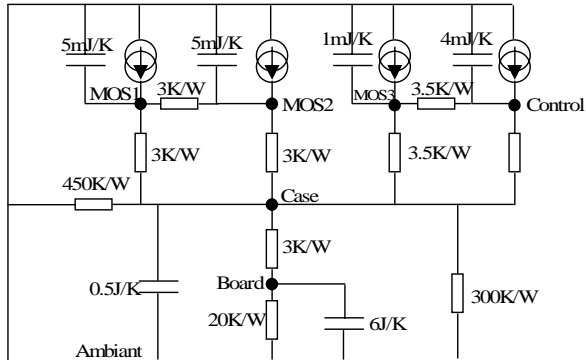 5mJ/K
5mJ/K
1mJ/K
4mJ/K
MOS1
3K/W
MOS2
MOS3
3.5K/W
Control
3K/W
3K/W
3.5K/W
450K/W
Case
3K/W
0.5J/K
Board
20K/W
6J/K
300K/W
Ambiant